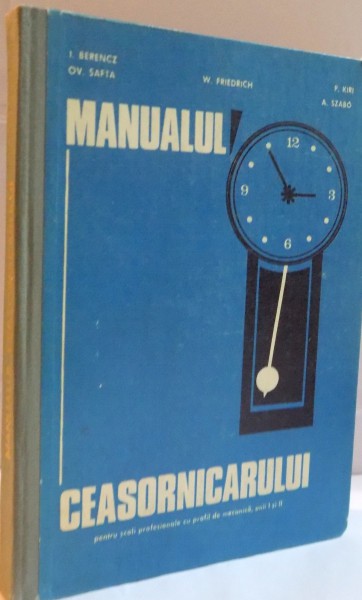 I. BERENCZ
OV. SAFTA
W. FRIEDRICH
P. KIRI
A. SZABO
MANUALUL
12
9
3
6
CEASORNICARULUI
pentru școli profesionale cu profil de mecanică, anii I și II